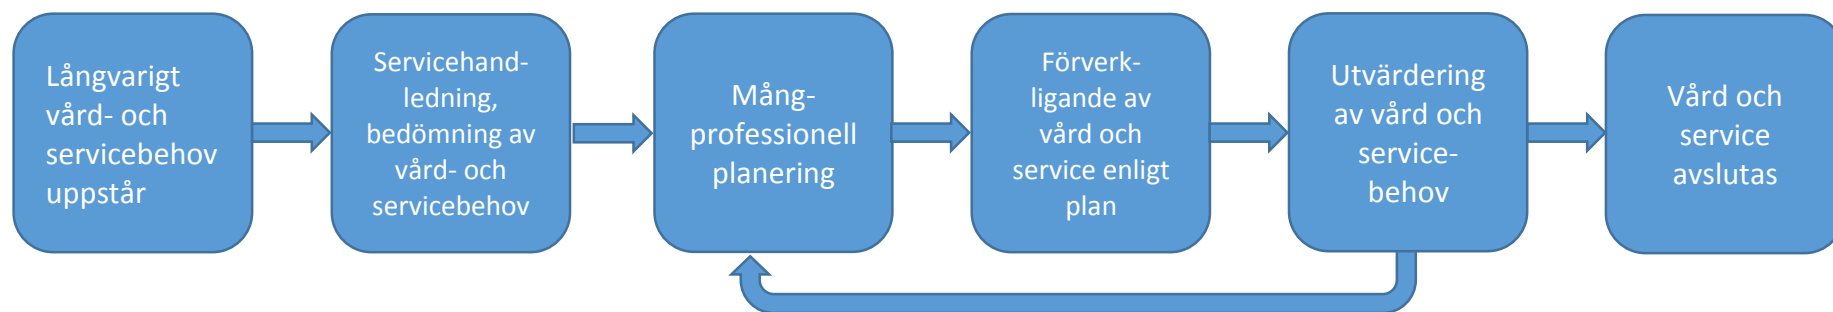 Långvarigt
vård- och
servicebehov
uppstår
Servicehand-
ledning,
bedömning av
vård- och
servicebehov
Mång-
professionell
planering
Förverk-
ligande av
vård och
service enligt
plan
Utvärdering
av vård och
service-
behov
Vård och
service
avslutas